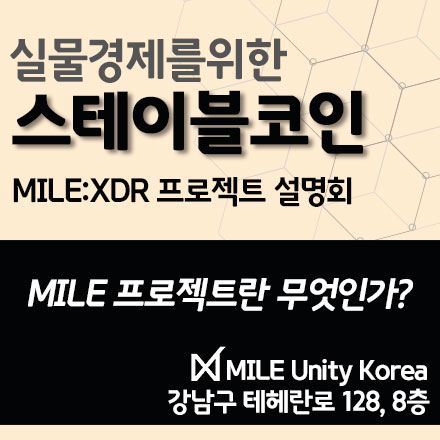 실물경제를위한
스테이블코인
MILE:XDR 프로젝트 설명회
MILE 프로젝트란 무엇인가?
MILE Unity Korea
강남구 테헤란로 128, 8층